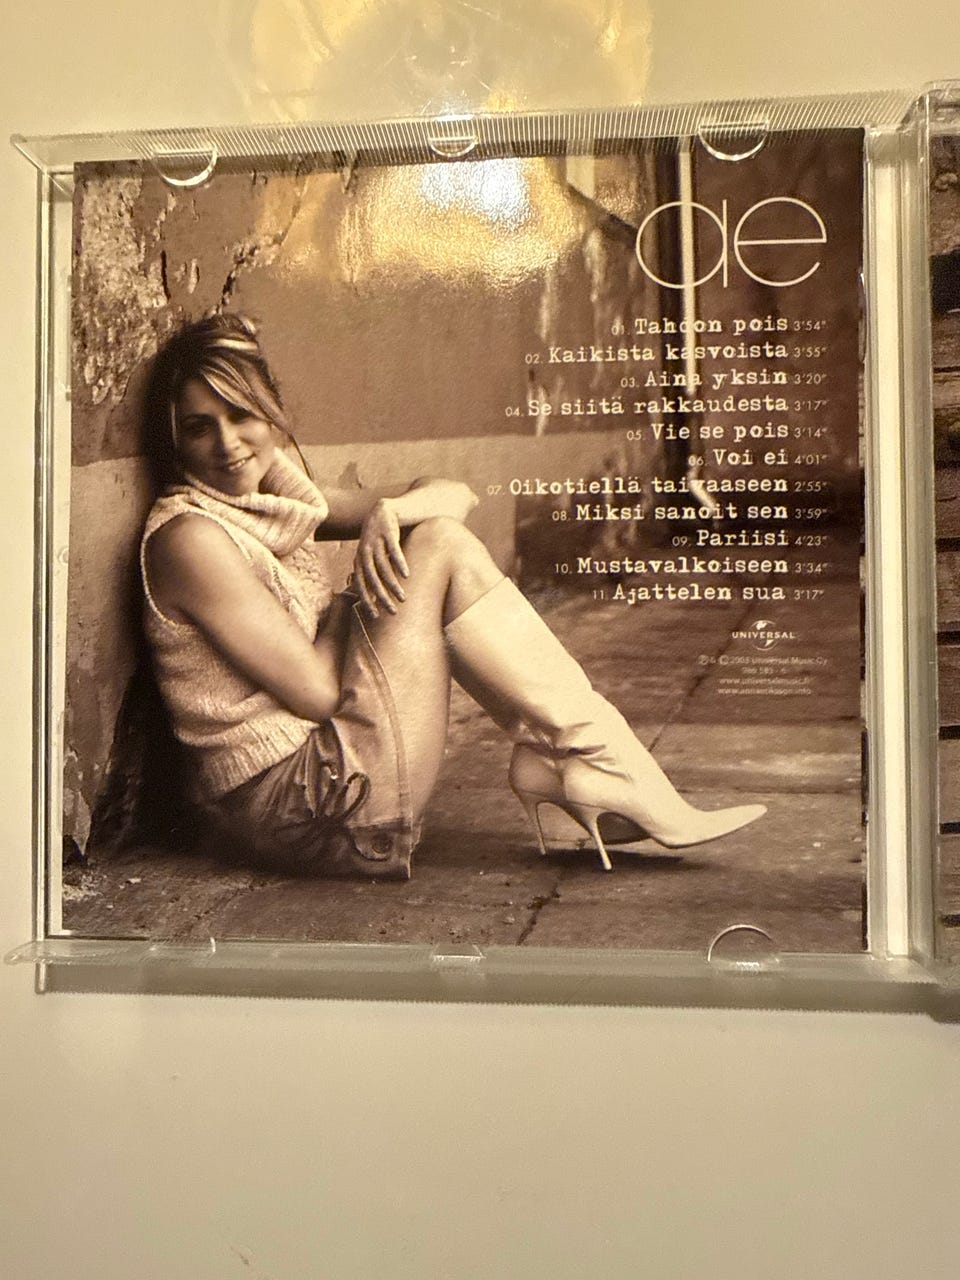 ae
01. Tahdon pois 3'54"
02. Kaikista kasvoista 3'55"
03. Aina yksin 3'20"
04. Se siitä rakkaudesta 3'17"
05. Vie se pois 3'14"
06. Voi ei 4'01"
07. Oikotiellä taivaaseen 2'55"
08. Miksi sanoit sen 3'59"
09. Pariisi 4'23"
10. Mustavalkoiseen 3'34"
11. Ajattelen sua 3'17"
UNIVERSAL
℗ & © 2003 Universal Music Oy
www.universalmusic.fi